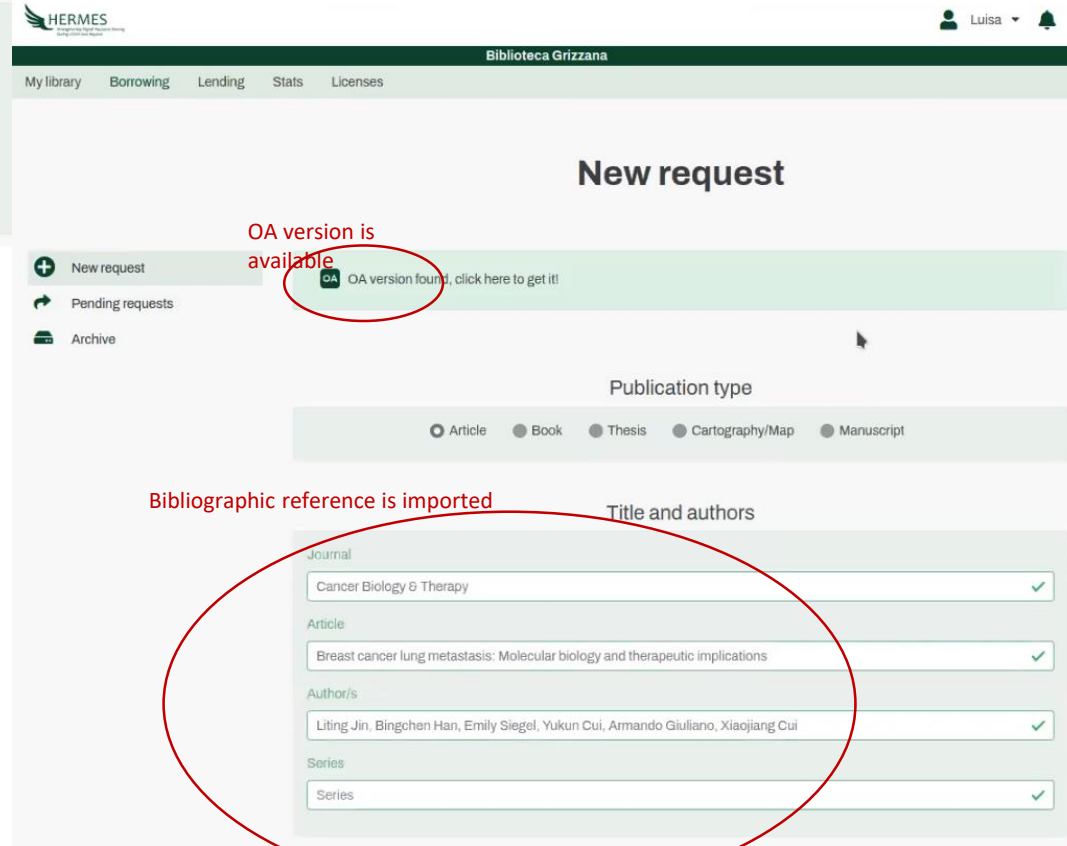 HERMES
Luisa
Biblioteca Grizzana
My library Borrowing Lending Stats Licenses
New request
OA version is
available
New request
OA OA version found, click here to get it!
Pending requests
Archive
Publication type
Article Book Thesis Cartography/Map Manuscript
Bibliographic reference is imported
Title and authors
Journal
Cancer Biology & Therapy
Article
Breast cancer lung metastasis: Molecular biology and therapeutic implications
Author/s
Liting Jin, Bingchen Han, Emily Siegel, Yukun Cui, Armando Giuliano, Xiaojiang Cui
Series
Series